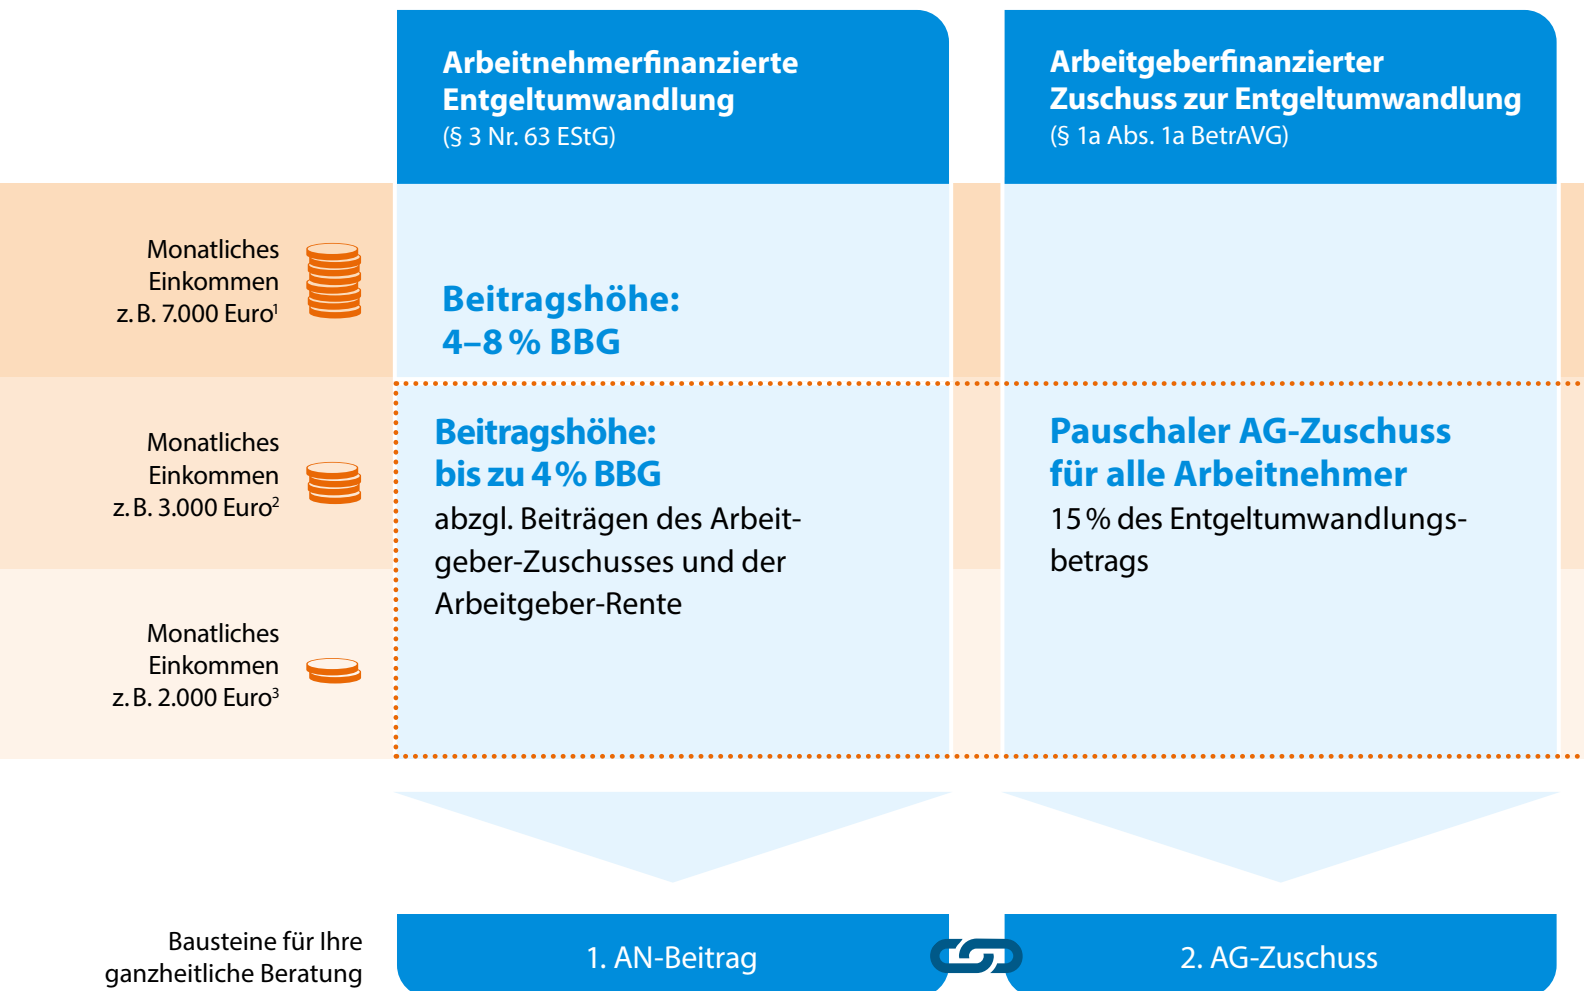 Arbeitnehmerfinanzierte
Entgeltumwandlung
(§ 3 Nr. 63 EStG)
Arbeitgeberfinanzierter
Zuschuss zur Entgeltumwandlung
(§ 1a Abs. 1a BetrAVG)
Monatliches
Einkommen
z. B. 7.000 Euro¹
Beitragshöhe:
4–8 % BBG
Monatliches
Einkommen
z. B. 3.000 Euro²
Beitragshöhe:
bis zu 4 % BBG
abzgl. Beiträgen des Arbeit-
geber-Zuschusses und der
Arbeitgeber-Rente
Pauschaler AG-Zuschuss
für alle Arbeitnehmer
15 % des Entgeltumwandlungs-
betrags
Monatliches
Einkommen
z. B. 2.000 Euro³
Bausteine für Ihre
ganzheitliche Beratung
1. AN-Beitrag
2. AG-Zuschuss